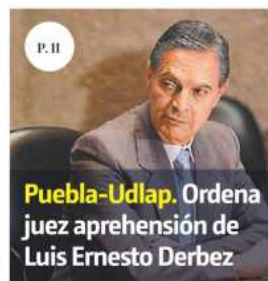 P. 11
Puebla-Udlap. Ordena
juez aprehensión de
Luis Ernesto Derbez